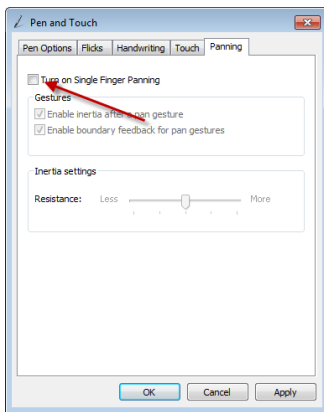 Pen and Touch
Pen Options Flicks Handwriting Touch Panning
Turn on Single Finger Panning
Gestures
Enable inertia after a pan gesture
Enable boundary feedback for pan gestures
Inertia settings
Resistance: Less More
OK Cancel Apply